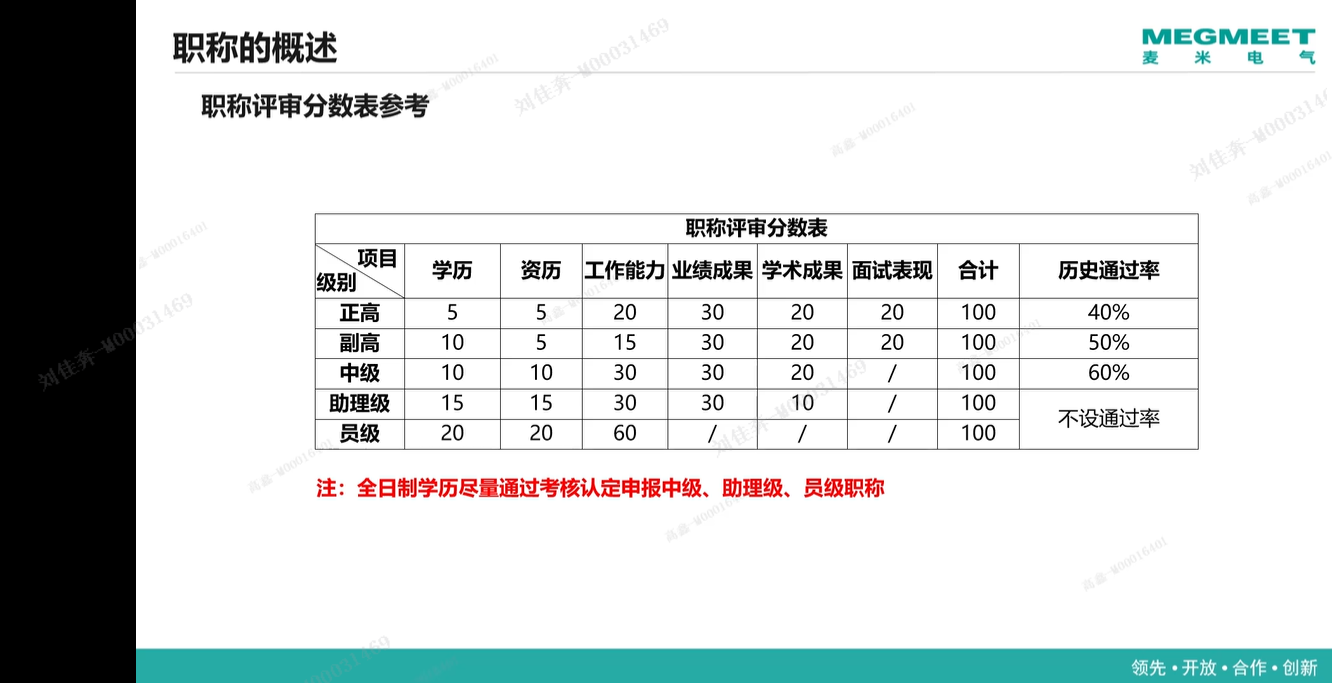 职称的概述
MEGMEET
麦米电气
职称评审分数表参考
职称评审分数表
项目
级别
学历 资历 工作能力 业绩成果 学术成果 面试表现 合计 历史通过率
正高 5 5 20 30 20 20 100 40%
副高 10 5 15 30 20 20 100 50%
中级 10 10 30 30 20 / 100 60%
助理级 15 15 30 30 10 / 100 不设通过率
员级 20 20 60 / / / 100
注：全日制学历尽量通过考核认定申报中级、助理级、员级职称
领先•开放•合作•创新
刘佳奔-M00031469
高鑫-M00016401